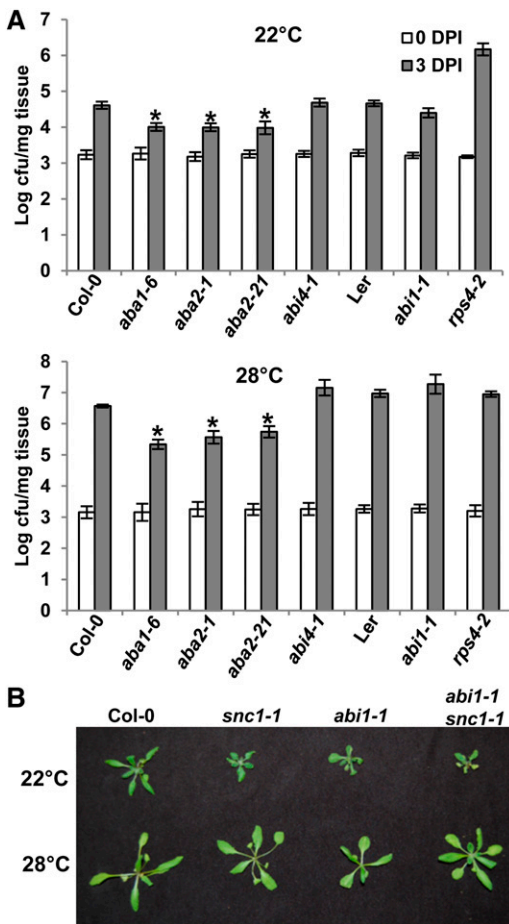 A
22°C
0 DPI
3 DPI
Log cfu/mg tissue
7
6
5
4
3
2
1
0
* * *
Col-0 aba1-6 aba2-1 aba2-21 abi4-1 Ler abi1-1 rps4-2
28°C
Log cfu/mg tissue
8
7
6
5
4
3
2
1
0
* * *
Col-0 aba1-6 aba2-1 aba2-21 abi4-1 Ler abi1-1 rps4-2
B
Col-0 snc1-1 abi1-1 abi1-1 snc1-1
22°C
28°C